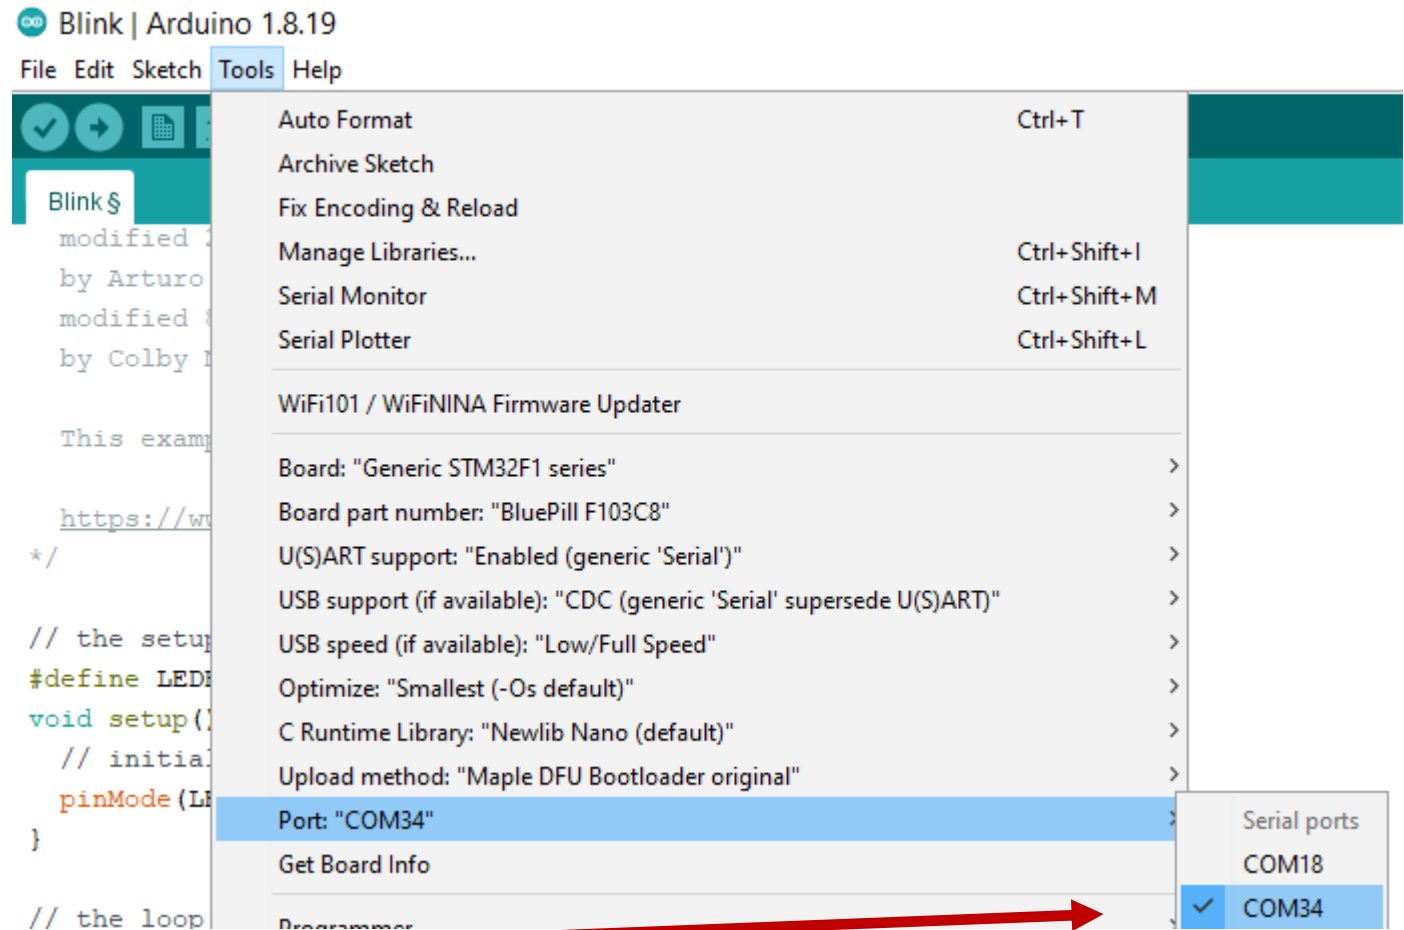 Blink | Arduino 1.8.19
File Edit Sketch Tools Help
Blink §
modified
by Arturo
modified
by Colby
This
https://
*/
// the
#define
void setup()
//
pinMode
}
// the loop
Auto Format Ctrl+T
Archive Sketch
Fix Encoding & Reload
Manage Libraries... Ctrl+Shift+I
Serial Monitor Ctrl+Shift+M
Serial Plotter Ctrl+Shift+L
WiFi101 / WiFiNINA Firmware Updater
Board: "Generic STM32F1 series"
Board part number: "BluePill F103C8"
U(S)ART support: "Enabled (generic 'Serial')"
USB support (if available): "CDC (generic 'Serial' supersede U(S)ART)"
USB speed (if available): "Low/Full Speed"
Optimize: "Smallest (-Os default)"
C Runtime Library: "Newlib Nano (default)"
Upload method: "Maple DFU Bootloader original"
Port: "COM34"
Get Board Info
Programmer
Serial ports
COM18
COM34